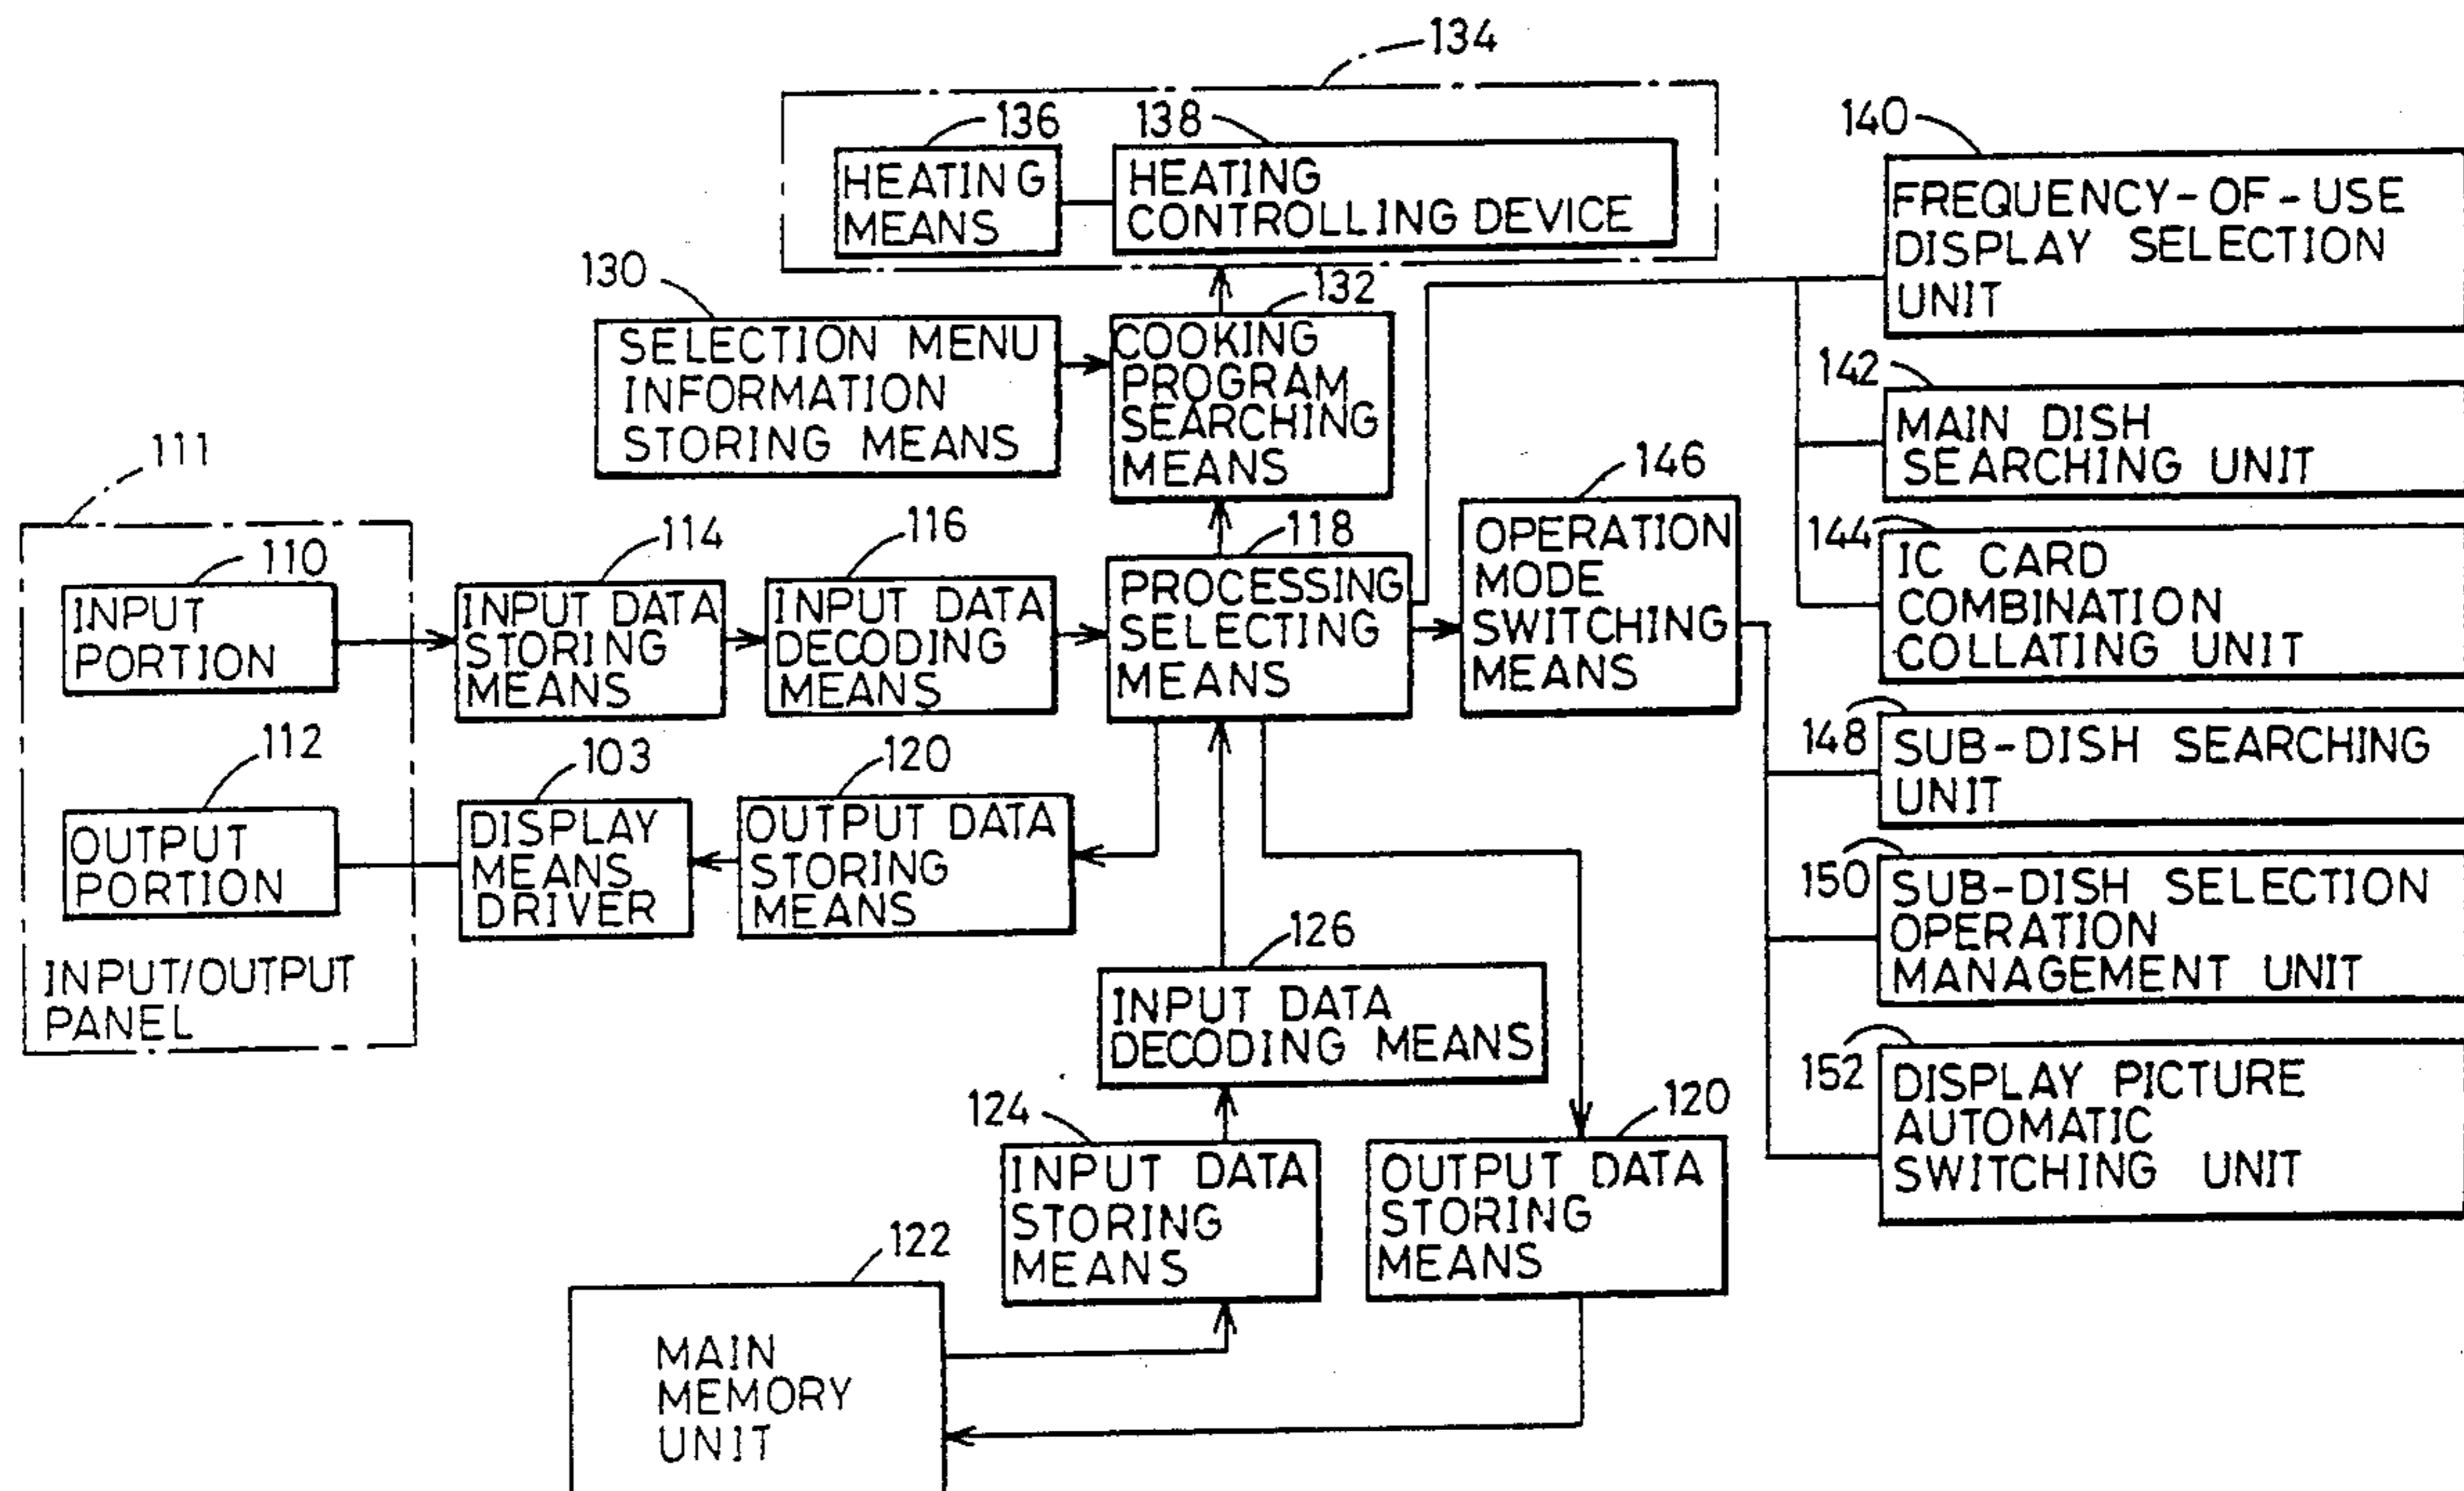 134
136
138
HEATING
MEANS
HEATING
CONTROLLING DEVICE
140
FREQUENCY-OF-USE
DISPLAY SELECTION
UNIT
130
SELECTION MENU
INFORMATION
STORING MEANS
132
COOKING
PROGRAM
SEARCHING
MEANS
142
MAIN DISH
SEARCHING UNIT
144
IC CARD
COMBINATION
COLLATING UNIT
111
110
INPUT
PORTION
114
INPUT DATA
STORING
MEANS
116
INPUT DATA
DECODING
MEANS
118
PROCESSING
SELECTING
MEANS
146
OPERATION
MODE
SWITCHING
MEANS
148
SUB-DISH SEARCHING
UNIT
112
OUTPUT
PORTION
INPUT/OUTPUT
PANEL
103
DISPLAY
MEANS
DRIVER
120
OUTPUT DATA
STORING
MEANS
150
SUB-DISH SELECTION
OPERATION
MANAGEMENT UNIT
126
INPUT DATA
DECODING MEANS
152
DISPLAY PICTURE
AUTOMATIC
SWITCHING UNIT
124
INPUT DATA
STORING
MEANS
120
OUTPUT DATA
STORING
MEANS
122
MAIN
MEMORY
UNIT